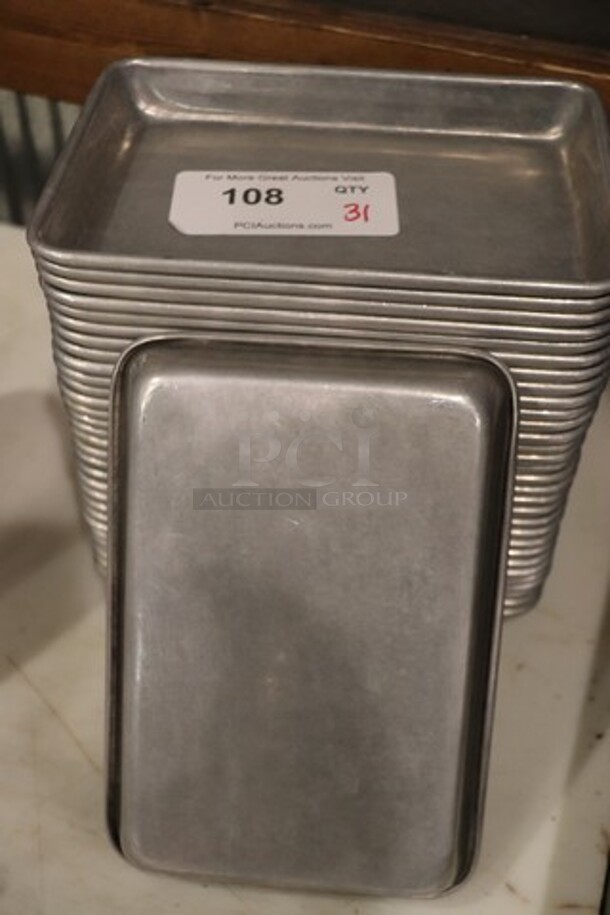 For More Great Auctions Visit
108 QTY
31
PCIAuctions.com
PCI
AUCTION GROUP